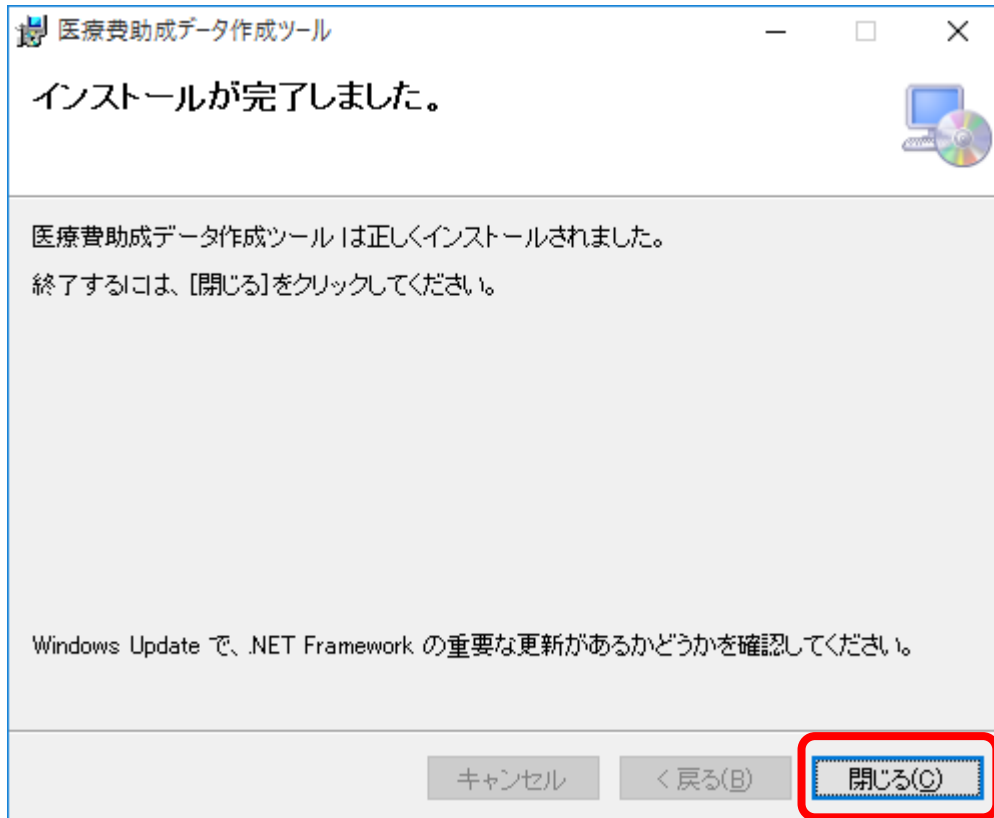 医療費助成データ作成ツール
インストールが完了しました。
医療費助成データ作成ツール は正しくインストールされました。
終了するには、[閉じる]をクリックしてください。
Windows Update で、.NET Framework の重要な更新があるかどうかを確認してください。
キャンセル
< 戻る(B)
閉じる(C)